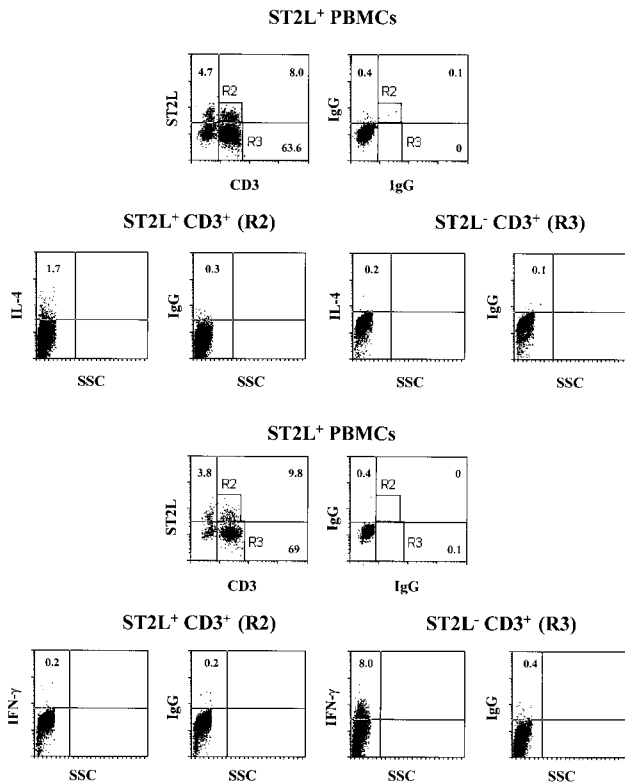 ST2L+ PBMCs
4.7 8.0 0.4 0.1
R2 R2
ST2L IgG
R3 63.6 R3 0
CD3 IgG
ST2L+ CD3+ (R2) ST2L- CD3+ (R3)
1.7 0.3 0.2 0.1
IL-4 IgG IL-4 IgG
SSC SSC SSC SSC
ST2L+ PBMCs
3.8 9.8 0.4 0
R2 R2
ST2L IgG
R3 69 R3 0.1
CD3 IgG
ST2L+ CD3+ (R2) ST2L- CD3+ (R3)
0.2 0.2 8.0 0.4
IFN-γ IgG IFN-γ IgG
SSC SSC SSC SSC